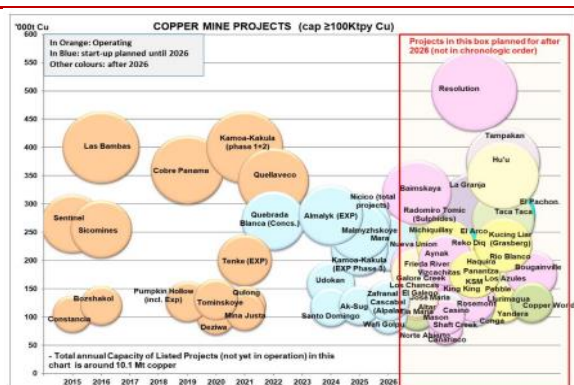 '000t Cu
COPPER MINE PROJECTS (cap ≥100Ktpy Cu)
In Orange: Operating
In Blue: start-up planned until 2026
Other colours: after 2026
Projects in this box planned for after
2026 (not in chronologic order)
600
550
500
450
400
350
300
250
200
150
100
50
0
Las Bambas
Sentinel
Sicomines
Constancia
Bozshakol
Cobre Panama
Pumpkin Hollow
(incl. Exp)
Tominskoye
Deziwa
Kamoa-Kakula
(phase 1+2)
Quellaveco
Quebrada
Blanca (Concs.)
Tenke (EXP)
Qulong
Mina Justa
Almalyk (EXP)
Nicico (total
projects)
Malmyzhskoye
Mara
Kamoa-Kakula
(EXP Phase 3)
Udokan
Santo Domingo
Ak-Sug
Zafranal
Cascabel
(Alpala)
Wafi Golpu
Resolution
Tampakan
Hu'u
Baimskaya
La Granja
El Pachon
Taca Taca
Radomiro Tomic
(Sulphides)
Michiquillay
El Arco
Kucing Liar
(Grasberg)
Nueva Union
Reko Diq
Aynak
Rio Blanco
Frieda River
Haquira
Vizcachitas
Pananza
Bougainville
Galore Creek
Los Azules
Los Chancas
KSM
El Galeno
King King
Pebble
Jose Maria
Rosemont
Llurimagua
Copper World
Altar
Casino
Yandera
Mason
Conga
Shaft Creek
Norte Abierto
Canariaco
- Total annual Capacity of Listed Projects (not yet in operation) in this
chart is around 10.1 Mt copper
2015 2016 2017 2018 2019 2020 2021 2022 2023 2024 2025 2026